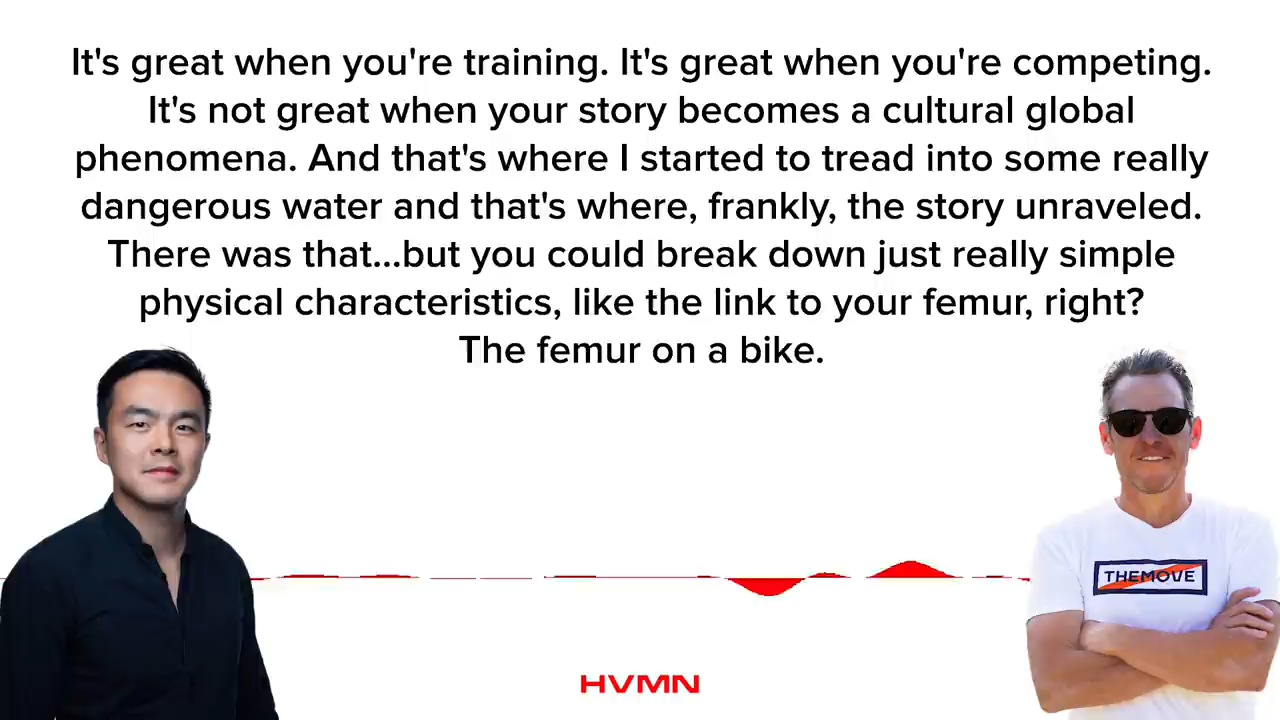 It's great when you're training. It's great when you're competing.
It's not great when your story becomes a cultural global
phenomena. And that's where I started to tread into some really
dangerous water and that's where, frankly, the story unraveled.
There was that...but you could break down just really simple
physical characteristics, like the link to your femur, right?
The femur on a bike.
THEMOVE
HVMN